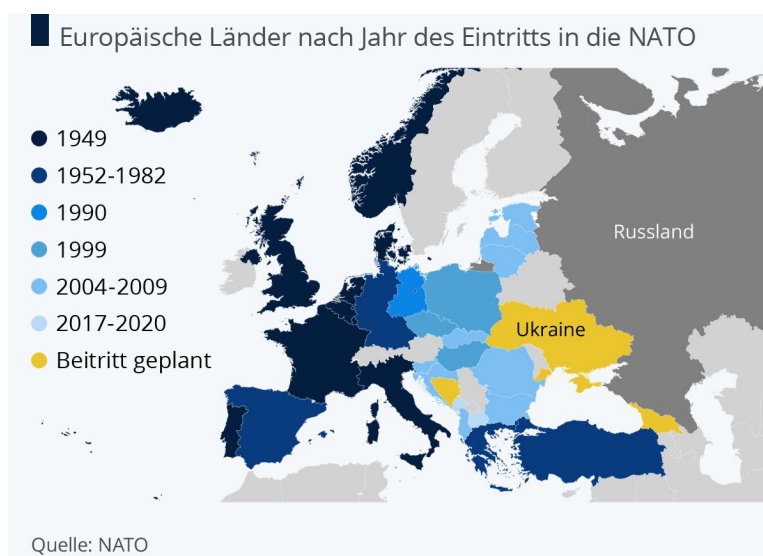 Europäische Länder nach Jahr des Eintritts in die NATO
1949
1952-1982
1990
1999
2004-2009
2017-2020
Beitritt geplant
Russland
Ukraine
Quelle: NATO